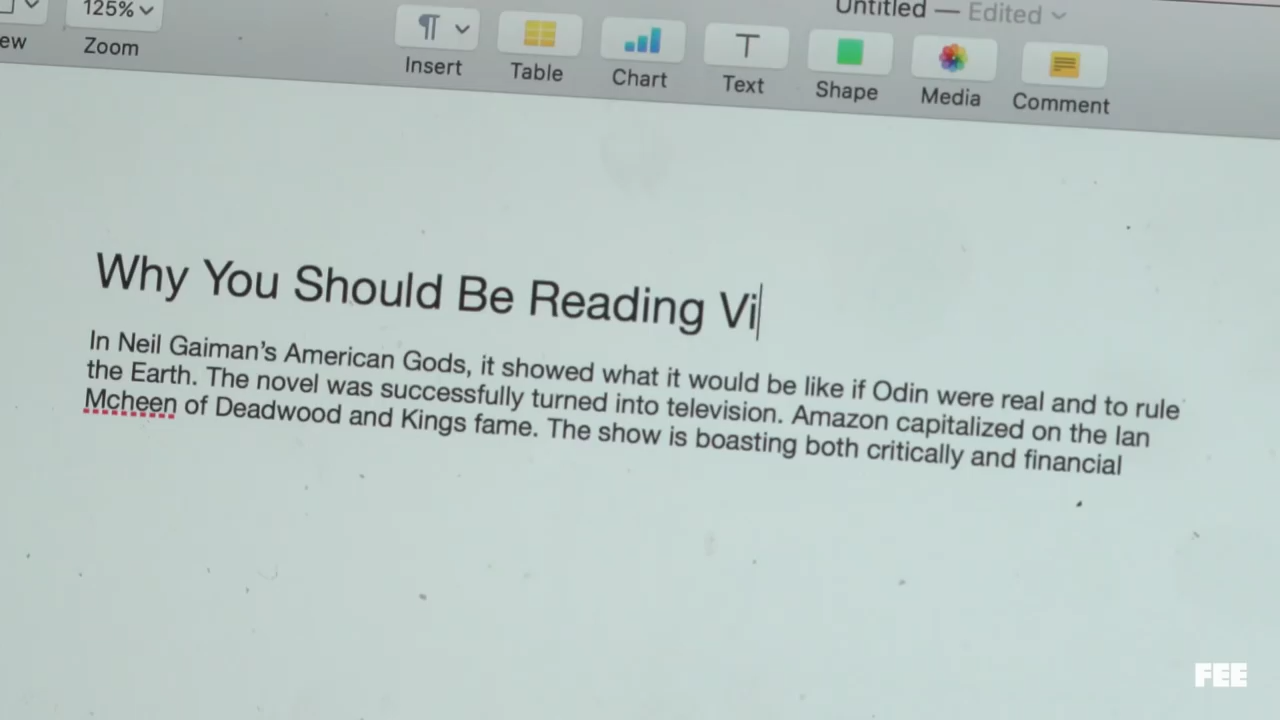 Untitled — Edited
125%
ew
Zoom
Insert
Table
Chart
T
Text
Shape
Media
Comment
Why You Should Be Reading Vi
In Neil Gaiman's American Gods, it showed what it would be like if Odin were real and to rule
the Earth. The novel was successfully turned into television. Amazon capitalized on the Ian
Mcheen of Deadwood and Kings fame. The show is boasting both critically and financial
FEE